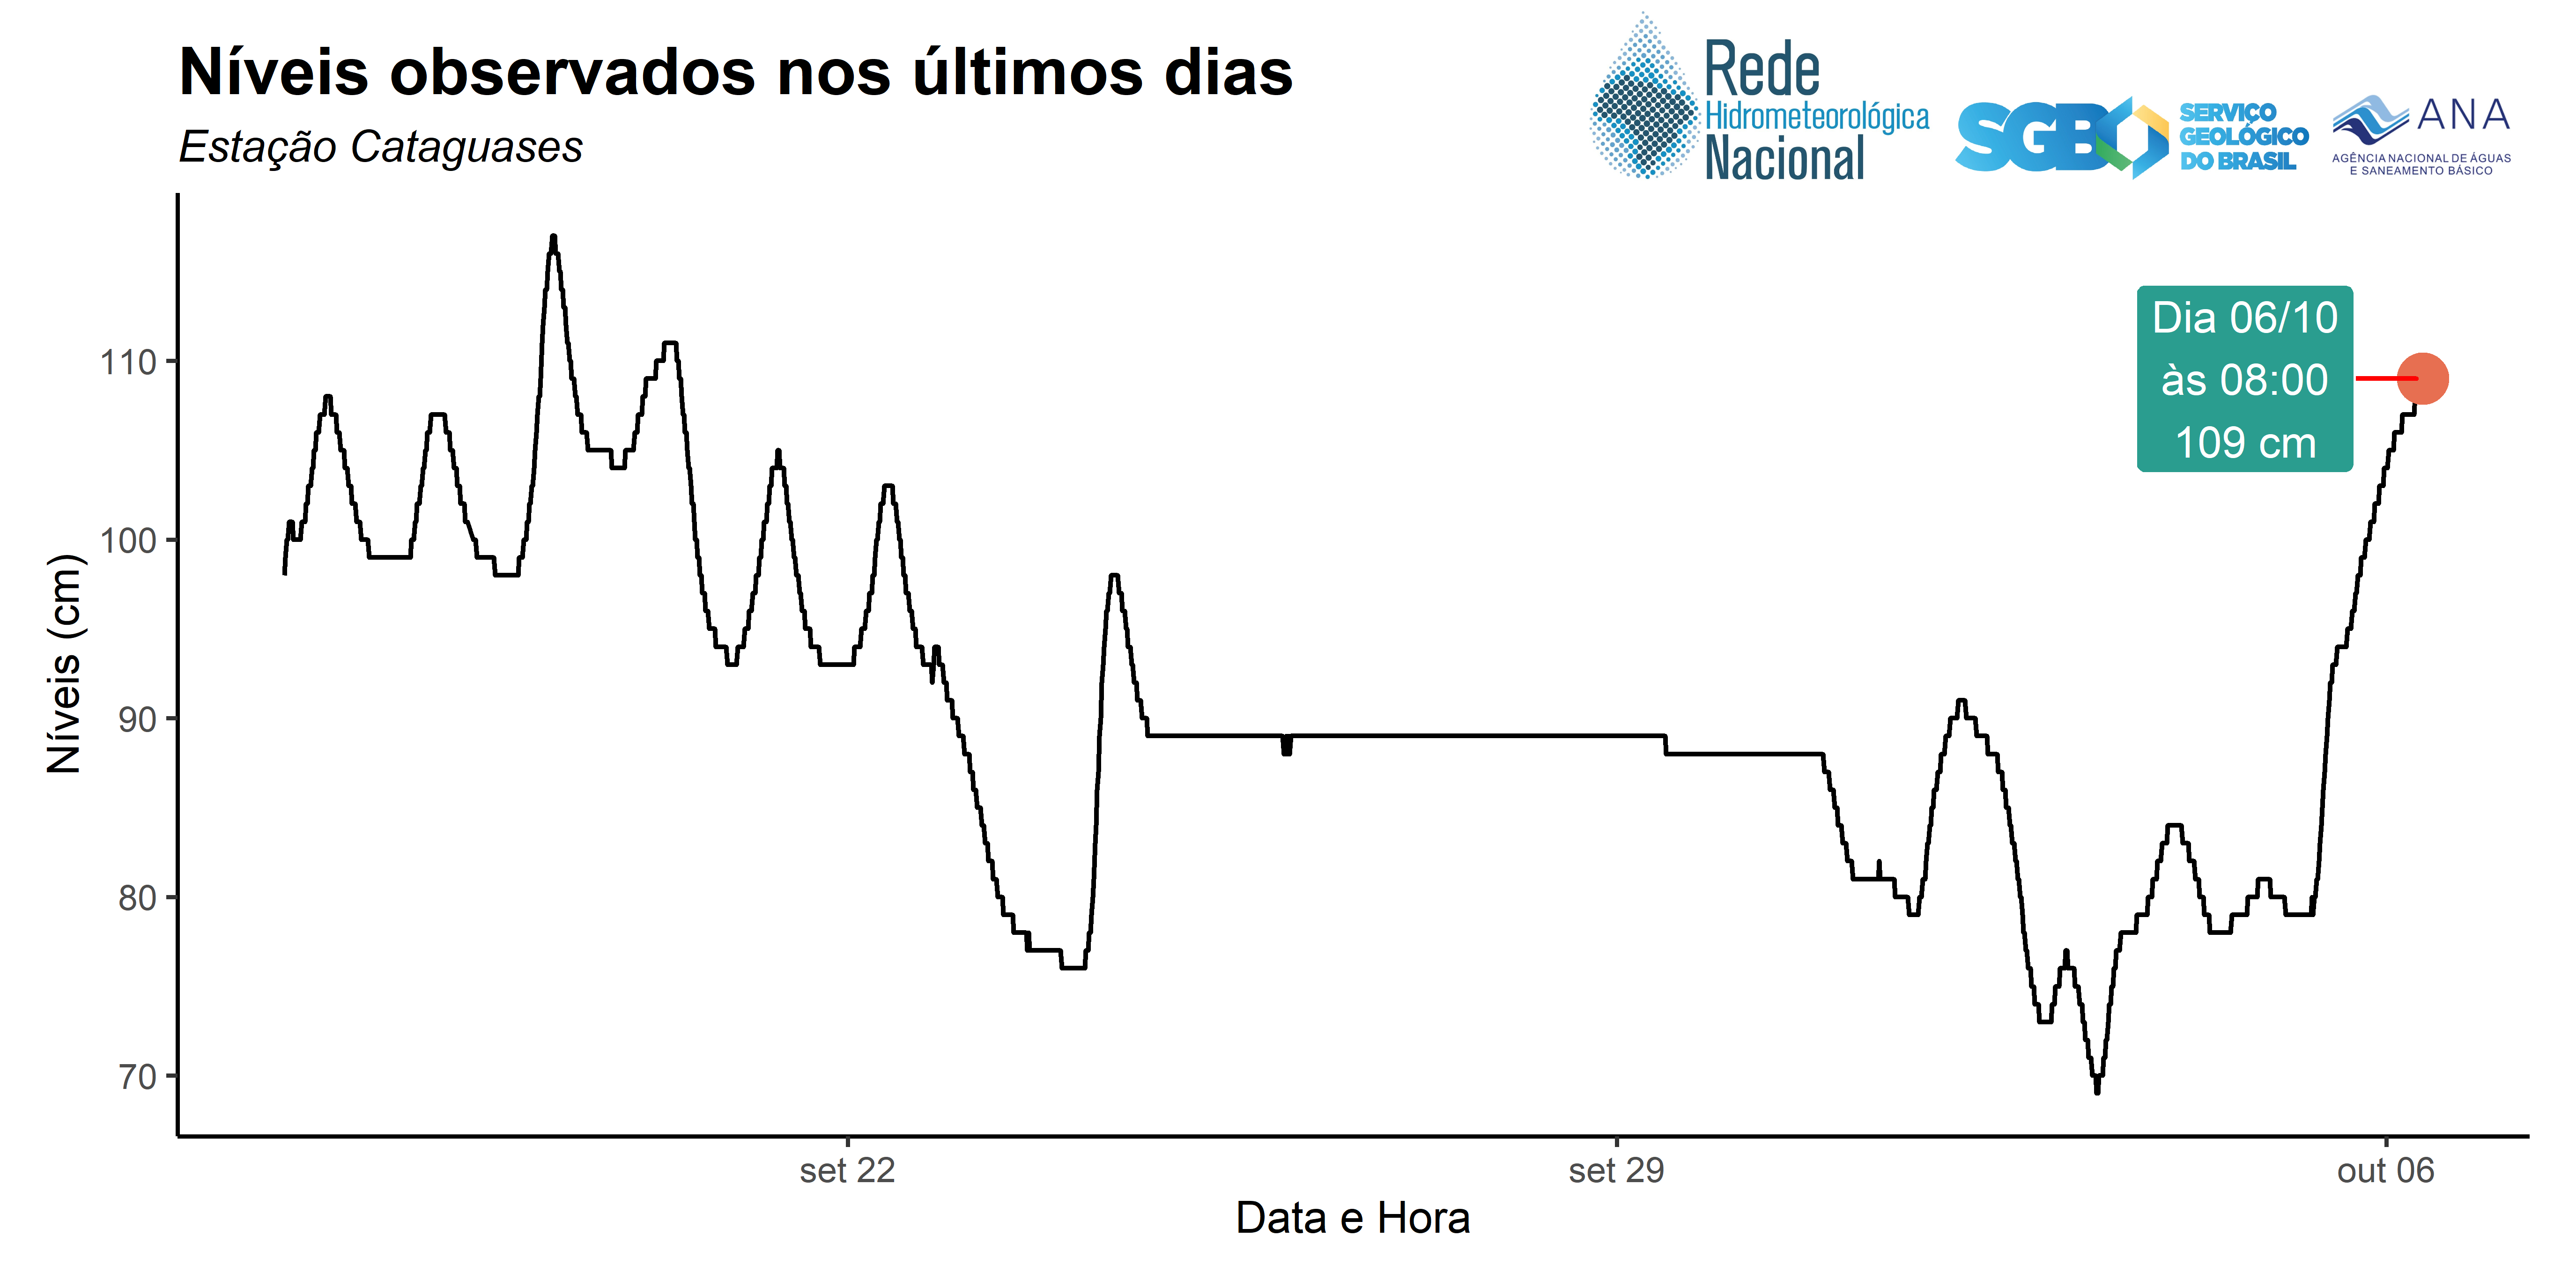 Níveis observados nos últimos dias
Estação Cataguases
Rede
Hidrometeorológica
Nacional
SGB
SERVIÇO
GEOLÓGICO
DO BRASIL
ANA
AGÊNCIA NACIONAL DE ÁGUAS
E SANEAMENTO BÁSICO
Níveis (cm)
110
100
90
80
70
Dia 06/10
às 08:00
109 cm
set 22
set 29
out 06
Data e Hora